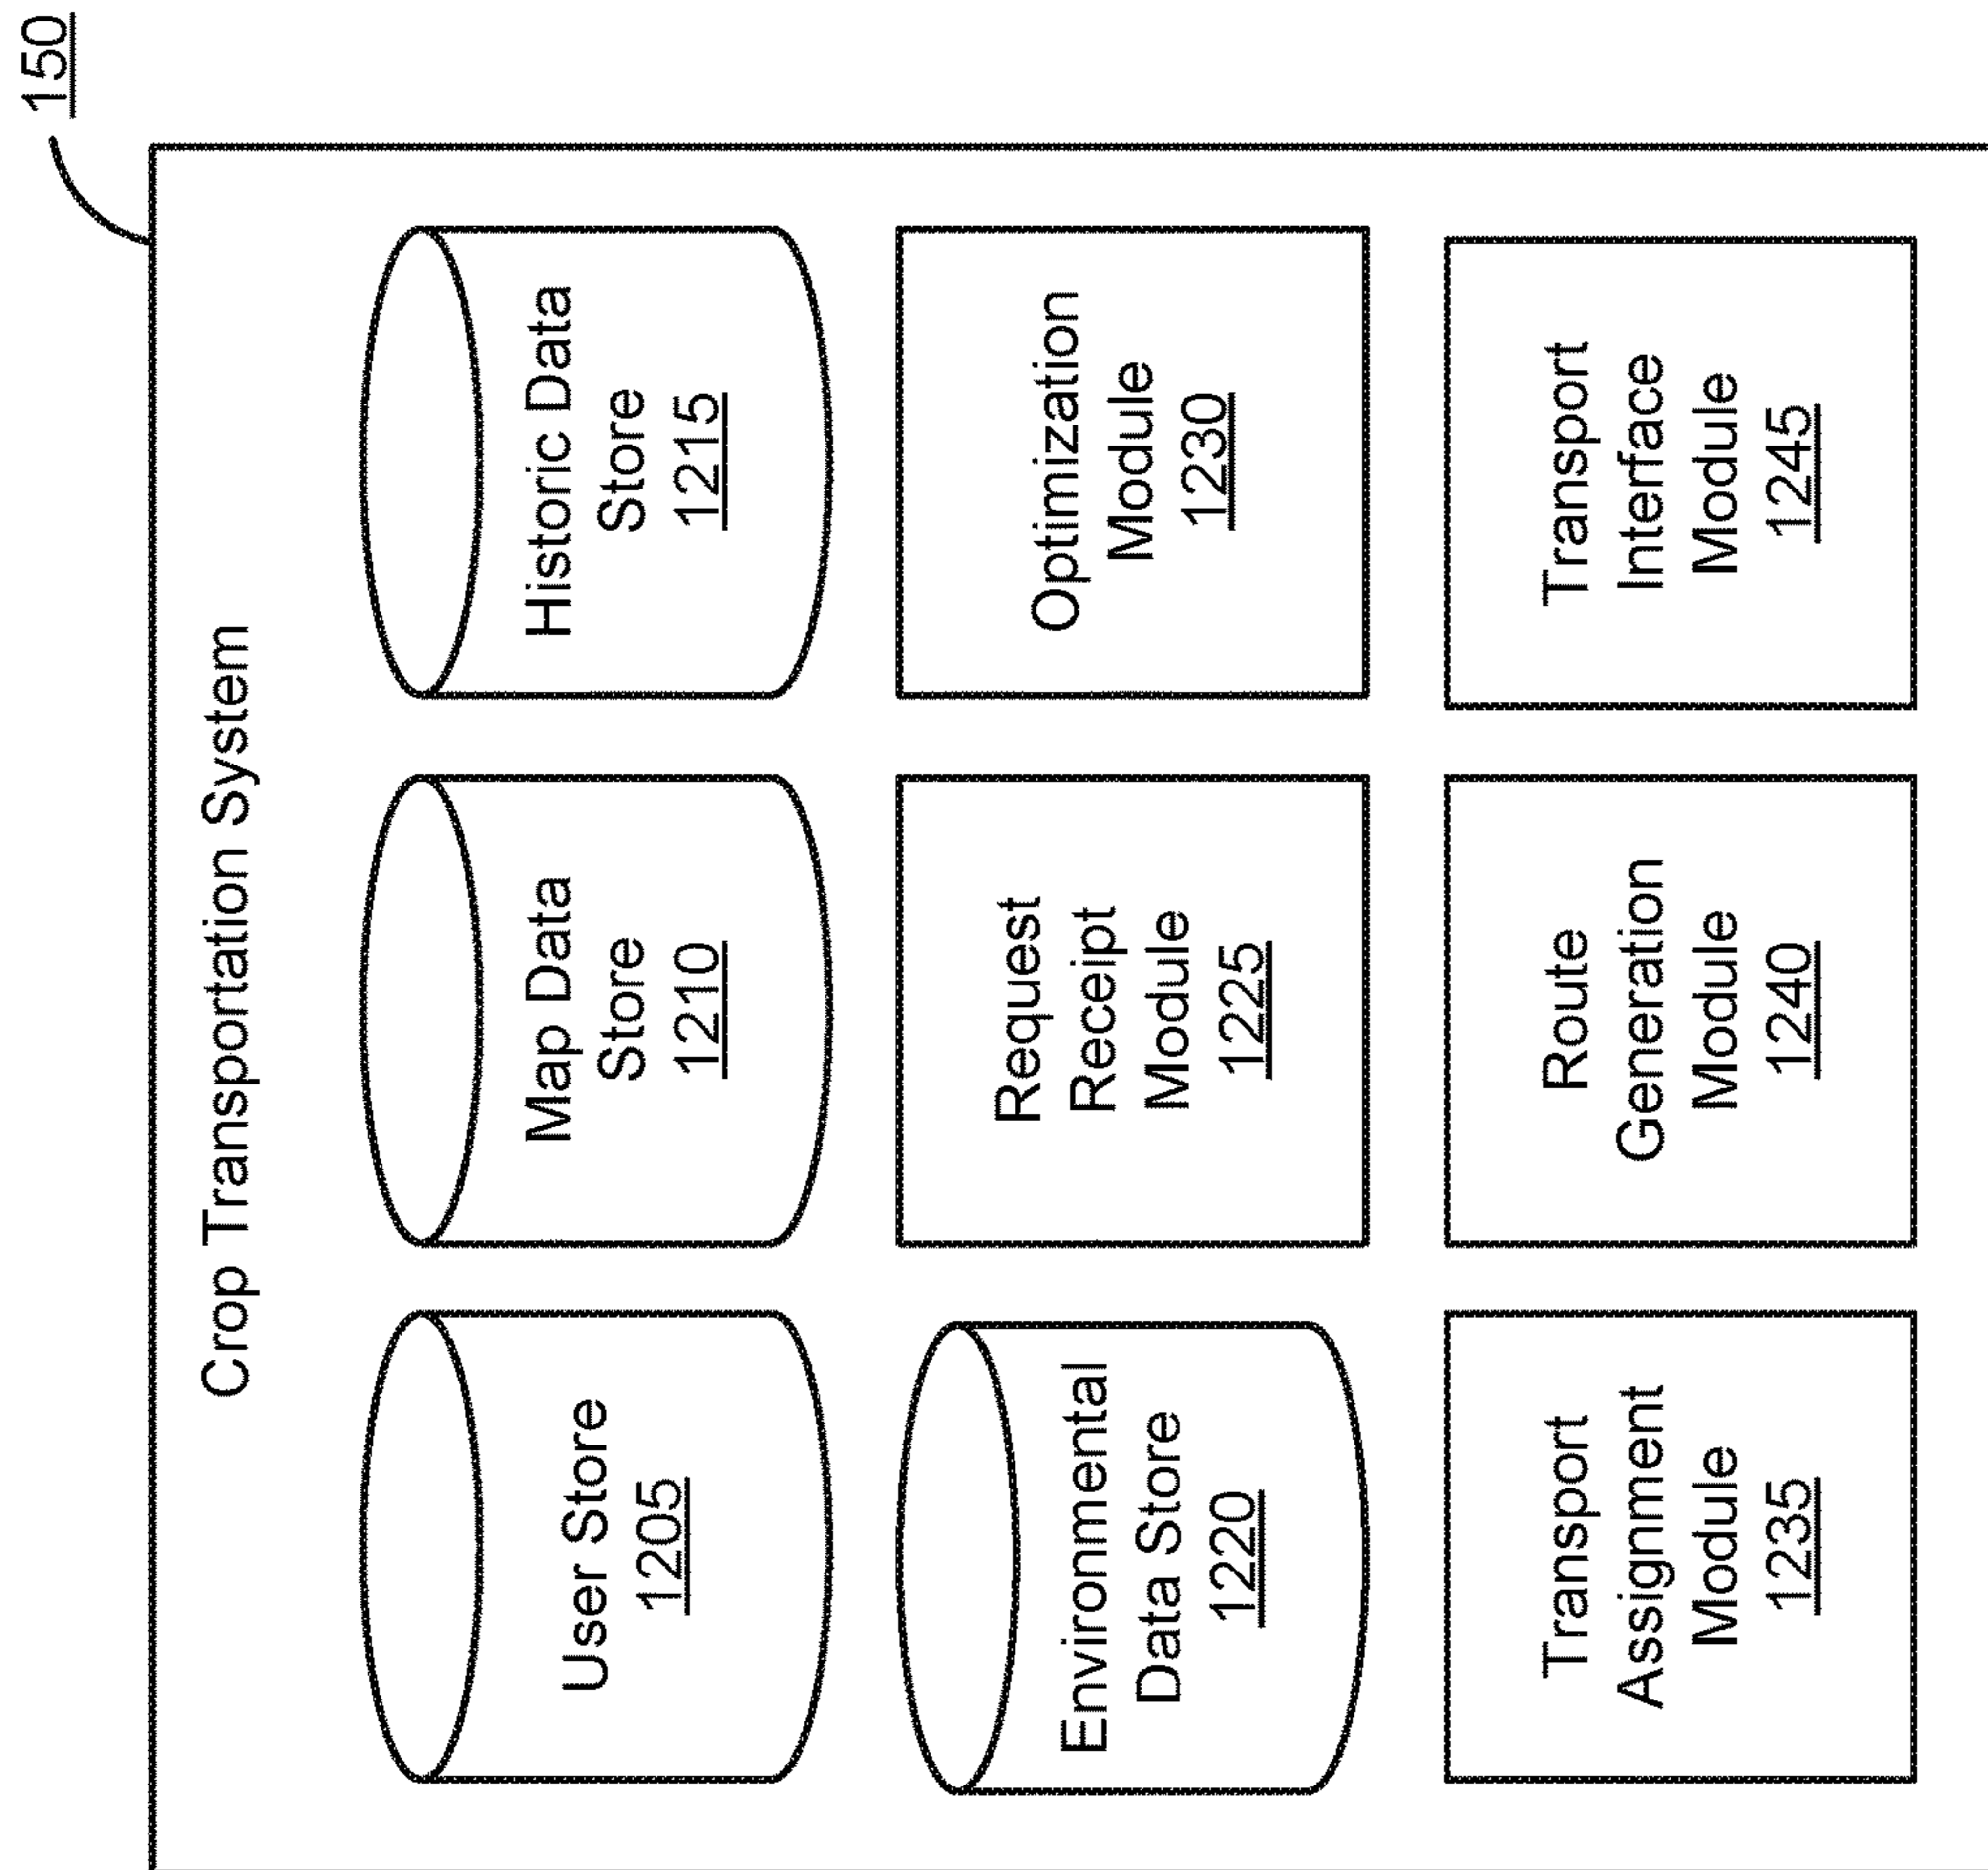 150
Crop Transportation System
User Store
1205
Map Data
Store
1210
Historic Data
Store
1215
Environmental
Data Store
1220
Request
Receipt
Module
1225
Optimization
Module
1230
Transport
Assignment
Module
1235
Route
Generation
Module
1240
Transport
Interface
Module
1245